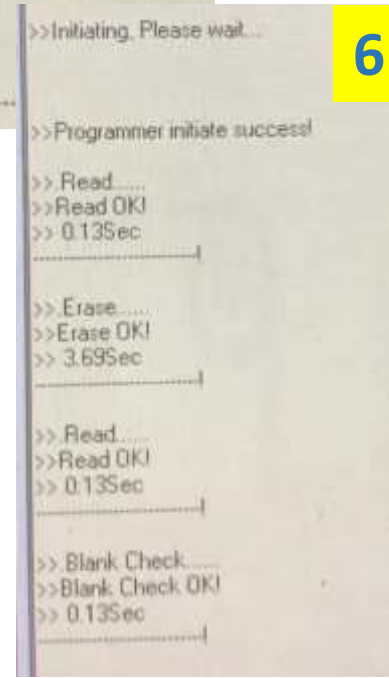 >>Initiating, Please wait...
6
>>Programmer initiate success!
>>.Read......
>>Read OK!
>> 0.13Sec
-----------------------------!
>>.Erase......
>>Erase OK!
>> 3.69Sec
-----------------------------!
>>.Read......
>>Read OK!
>> 0.13Sec
-----------------------------!
>>.Blank Check......
>>Blank Check OK!
>> 0.13Sec
-----------------------------!